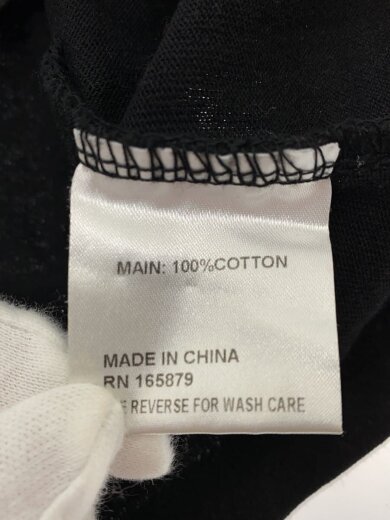 MAIN: 100%COTTON
MADE IN CHINA
RN 165879
REVERSE FOR WASH CARE